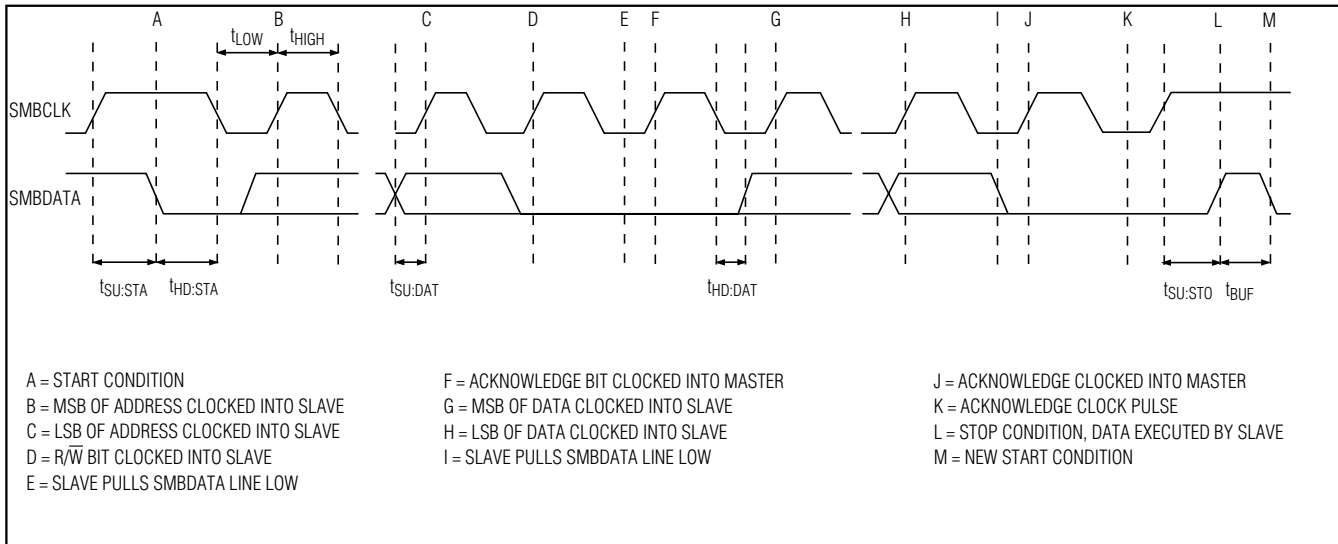 A B C D E F G H I J K L M
tLOW tHIGH
SMBCLK
SMBDATA
tSU:STA tHD:STA tSU:DAT tHD:DAT tSU:STO tBUF
A = START CONDITION
B = MSB OF ADDRESS CLOCKED INTO SLAVE
C = LSB OF ADDRESS CLOCKED INTO SLAVE
D = R/W̅ BIT CLOCKED INTO SLAVE
E = SLAVE PULLS SMBDATA LINE LOW
F = ACKNOWLEDGE BIT CLOCKED INTO MASTER
G = MSB OF DATA CLOCKED INTO SLAVE
H = LSB OF DATA CLOCKED INTO SLAVE
I = SLAVE PULLS SMBDATA LINE LOW
J = ACKNOWLEDGE CLOCKED INTO MASTER
K = ACKNOWLEDGE CLOCK PULSE
L = STOP CONDITION, DATA EXECUTED BY SLAVE
M = NEW START CONDITION